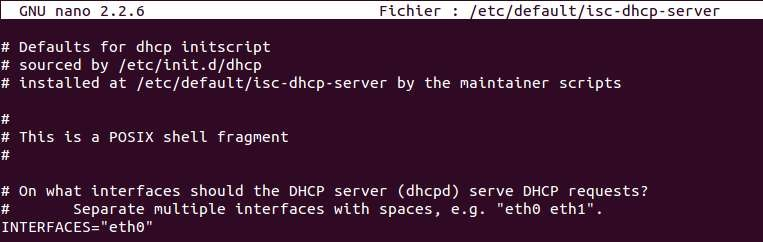 GNU nano 2.2.6 Fichier : /etc/default/isc-dhcp-server
# Defaults for dhcp initscript
# sourced by /etc/init.d/dhcp
# installed at /etc/default/isc-dhcp-server by the maintainer scripts
#
# This is a POSIX shell fragment
#
# On what interfaces should the DHCP server (dhcpd) serve DHCP requests?
#       Separate multiple interfaces with spaces, e.g. "eth0 eth1".
INTERFACES="eth0"